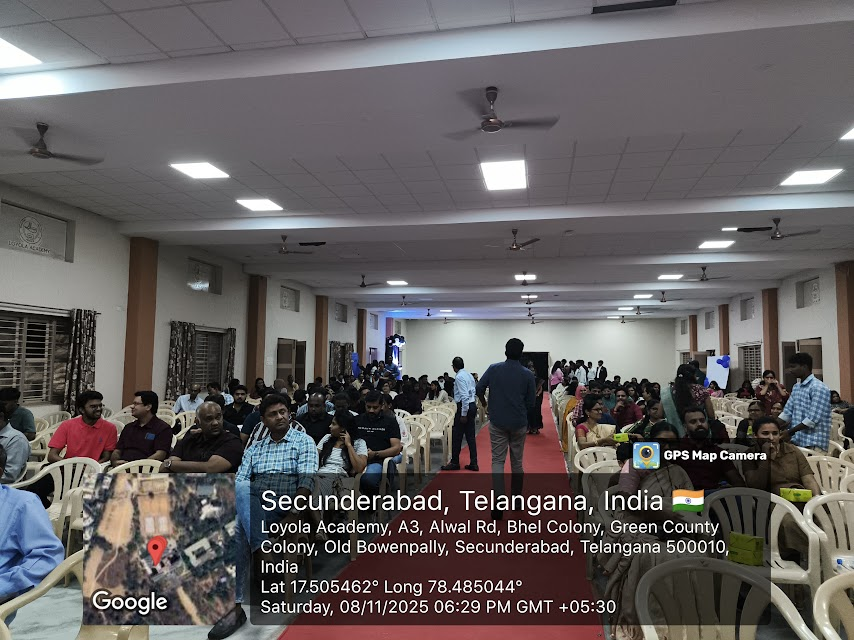 LOYOLA ACADEMY
GPS Map Camera
Secunderabad, Telangana, India
Loyola Academy, A3, Alwal Rd, Bhel Colony, Green County
Colony, Old Bowenpally, Secunderabad, Telangana 500010,
India
Lat 17.505462° Long 78.485044°
Saturday, 08/11/2025 06:29 PM GMT +05:30
Google